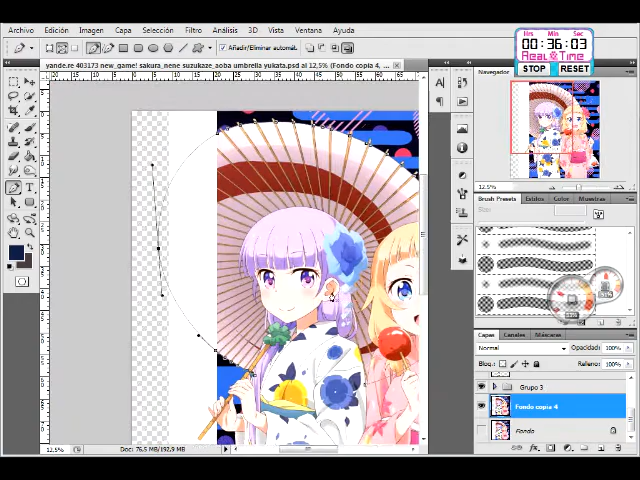 Archivo Edición Imagen Capa Selección Filtro Análisis 3D Vista Ventana Ayuda
Hrs Min Sec
00:36:03
Real & Time
STOP RESET
Añadir/Eliminar automát.
yande.re 403173 new_game! sakura_nene suzukaze_aoba umbrella yukata.psd al 12,5% (Fondo copia 4, ...
Navegador
12.5%
Brush Presets Estilos Color Muestras
Capas Canales Máscaras
Normal Opacidad: 100%
Bloq.: Relleno: 100%
Grupo 3
Fondo copia 4
Fondo
12,5% Doc: 76,5 MB/192,9 MB